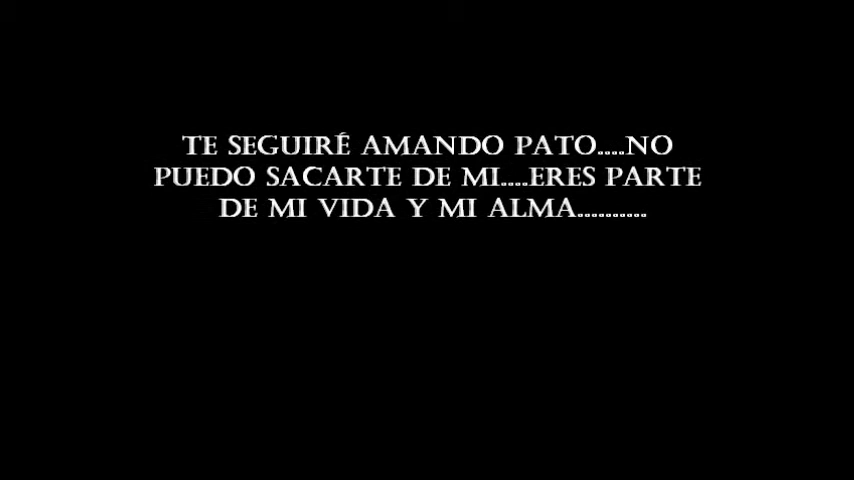 TE SEGUIRÉ AMANDO PATO....NO
PUEDO SACARTE DE MI....ERES PARTE
DE MI VIDA Y MI ALMA..........